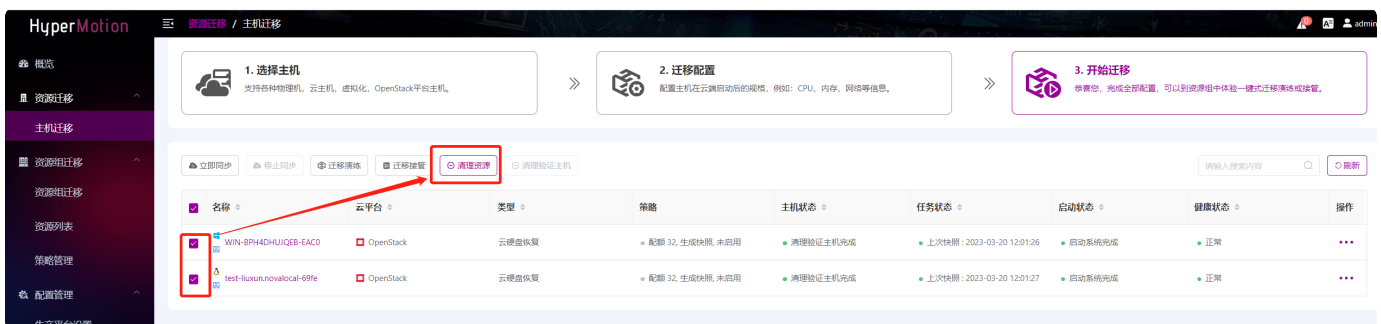 HyperMotion
资源迁移 / 主机迁移
admin
概览
资源迁移
主机迁移
资源组迁移
资源组迁移
资源列表
策略管理
配置管理
生产平台设置
1. 选择主机
支持各种物理机，云主机，虚拟化，OpenStack平台主机。
2. 迁移配置
配置主机在云端启动后的规格，例如：CPU、内存、网络等信息。
3. 开始迁移
恭喜您，完成全部配置，可以到资源组中体验一键式迁移演练或接管。
立即同步 停止同步 迁移演练 迁移接管 清理资源 清理验证主机 请输入搜索内容 刷新
名称 云平台 类型 策略 主机状态 任务状态 启动状态 健康状态 操作
WIN-BPH4DHUJQEB-EAC0 OpenStack 云硬盘恢复 配额 32, 生成快照, 未启用 清理验证主机完成 上次快照 : 2023-03-20 12:01:26 启动系统完成 正常
test-liuxun.novalocal-69fe OpenStack 云硬盘恢复 配额 32, 生成快照, 未启用 清理验证主机完成 上次快照 : 2023-03-20 12:01:27 启动系统完成 正常